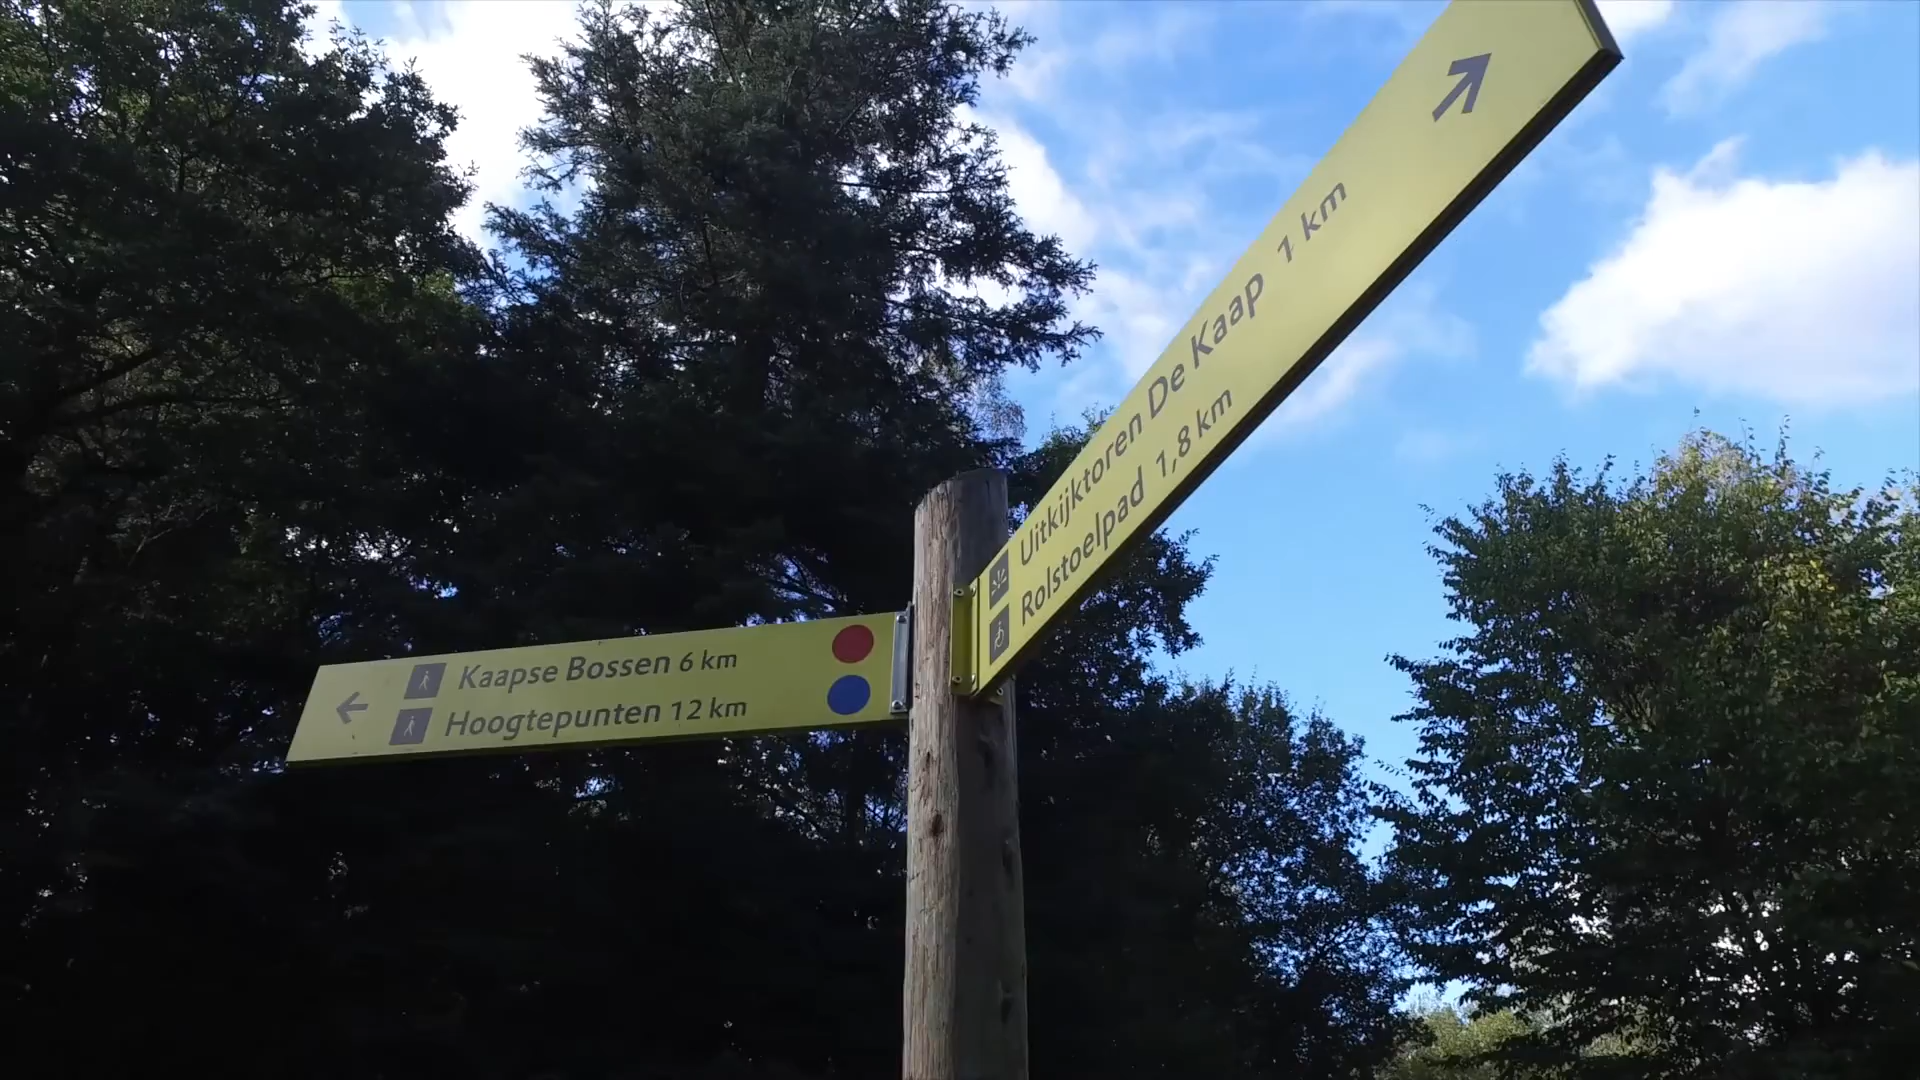 Kaapse Bossen 6 km
Hoogtepunten 12 km
Uitkijktoren De Kaap 1 km
Rolstoelpad 1,8 km